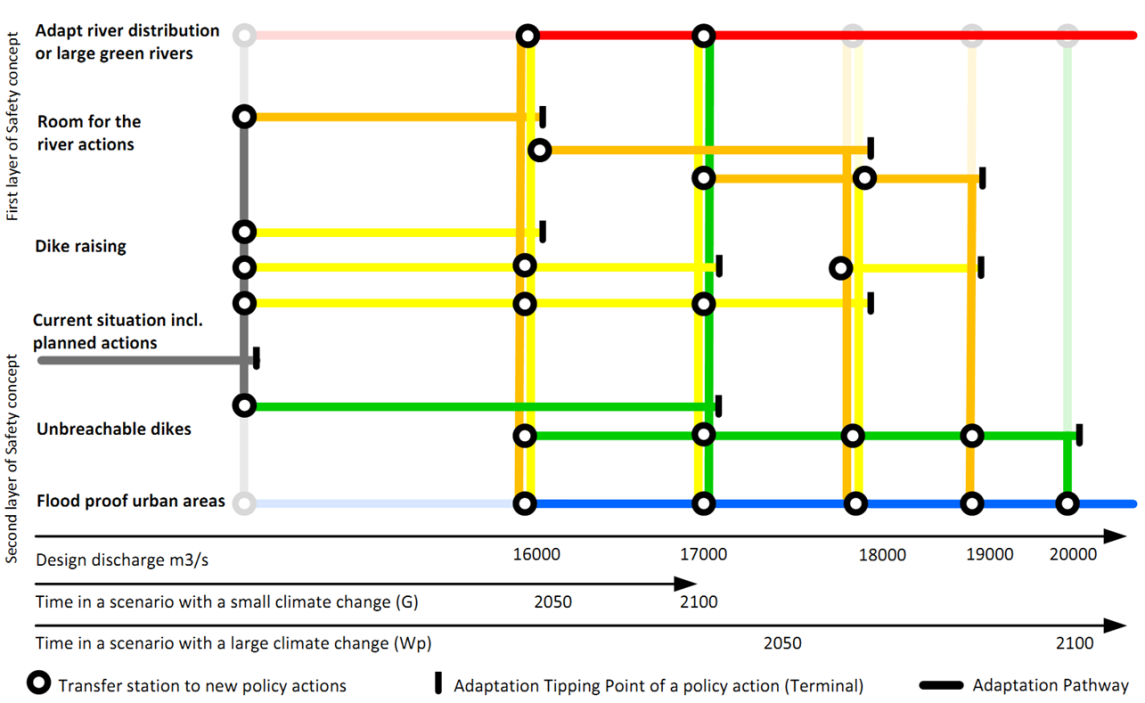 First layer of Safety concept
Adapt river distribution
or large green rivers
Room for the
river actions
Dike raising
Current situation incl.
planned actions
Second layer of Safety concept
Unbreachable dikes
Flood proof urban areas
Design discharge m3/s 16000 17000 18000 19000 20000
Time in a scenario with a small climate change (G) 2050 2100
Time in a scenario with a large climate change (Wp) 2050 2100
Transfer station to new policy actions Adaptation Tipping Point of a policy action (Terminal) Adaptation Pathway